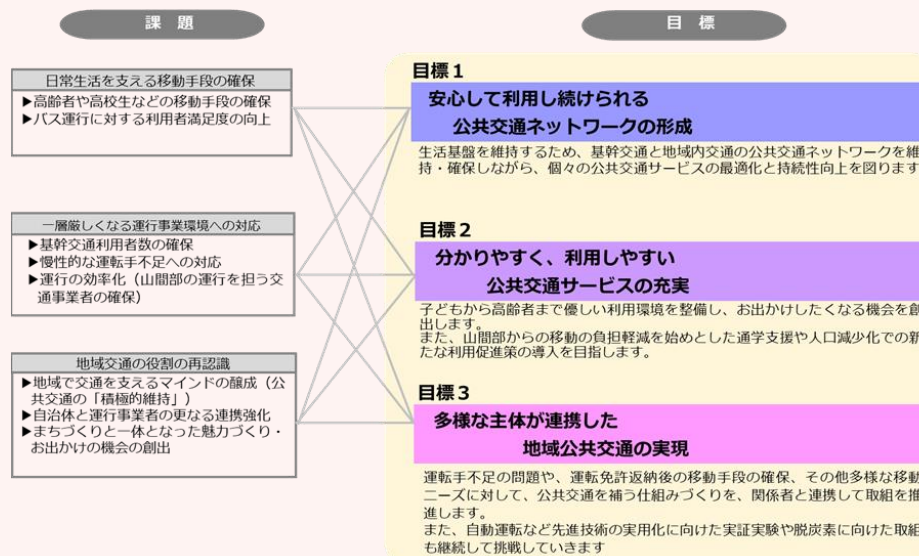 課 題
日常生活を支える移動手段の確保
▶高齢者や高校生などの移動手段の確保
▶バス運行に対する利用者満足度の向上
一層厳しくなる運行事業環境への対応
▶基幹交通利用者数の確保
▶慢性的な運転手不足への対応
▶運行の効率化（山間部の運行を担う交
通事業者の確保）
地域交通の役割の再認識
▶地域で交通を支えるマインドの醸成（公
共交通の「積極的維持」）
▶自治体と運行事業者の更なる連携強化
▶まちづくりと一体となった魅力づくり・
お出かけの機会の創出
目 標
目標１
安心して利用し続けられる
公共交通ネットワークの形成
生活基盤を維持するため、基幹交通と地域内交通の公共交通ネットワークを維
持・確保しながら、個々の公共交通サービスの最適化と持続性向上を図ります
目標２
分かりやすく、利用しやすい
公共交通サービスの充実
子どもから高齢者まで優しい利用環境を整備し、お出かけしたくなる機会を創
出します。
また、山間部からの移動の負担軽減を始めとした通学支援や人口減少化での新
たな利用促進策の導入を目指します。
目標３
多様な主体が連携した
地域公共交通の実現
運転手不足の問題や、運転免許返納後の移動手段の確保、その他多様な移動
ニーズに対して、公共交通を補う仕組みづくりを、関係者と連携して取組を推
進します。
また、自動運転など先進技術の実用化に向けた実証実験や脱炭素に向けた取組
も継続して挑戦していきます